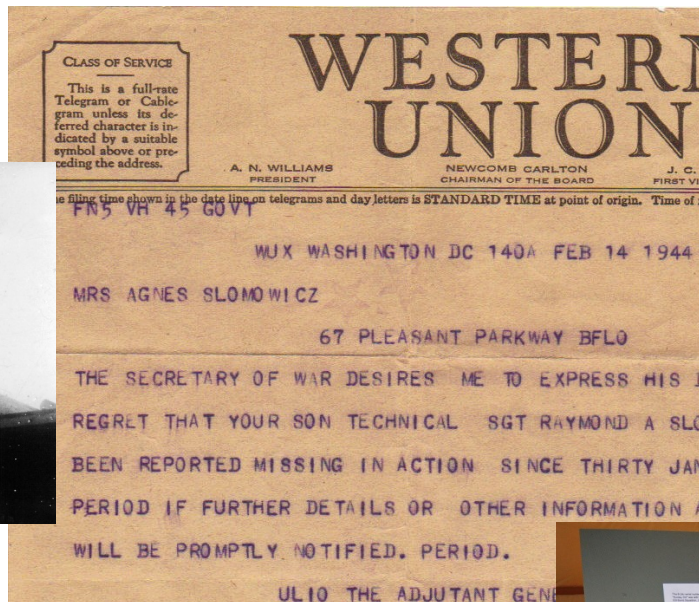 CLASS OF SERVICE
This is a full-rate
Telegram or Cable-
gram unless its de-
ferred character is in-
dicated by a suitable
symbol above or pre-
ceding the address.
WESTERN
UNION
A. N. WILLIAMS
PRESIDENT
NEWCOMB CARLTON
CHAIRMAN OF THE BOARD
J. C.
FIRST VI
e filing time shown in the date line on telegrams and day letters is STANDARD TIME at point of origin. Time of
FN5 VH 45 GOVT
WUX WASHINGTON DC 140A FEB 14 1944
MRS AGNES SLOMOWICZ
67 PLEASANT PARKWAY BFLO
THE SECRETARY OF WAR DESIRES ME TO EXPRESS HIS
REGRET THAT YOUR SON TECHNICAL SGT RAYMOND A SLO
BEEN REPORTED MISSING IN ACTION SINCE THIRTY JAN
PERIOD IF FURTHER DETAILS OR OTHER INFORMATION A
WILL BE PROMPTLY NOTIFIED. PERIOD.
ULIO THE ADJUTANT GENE